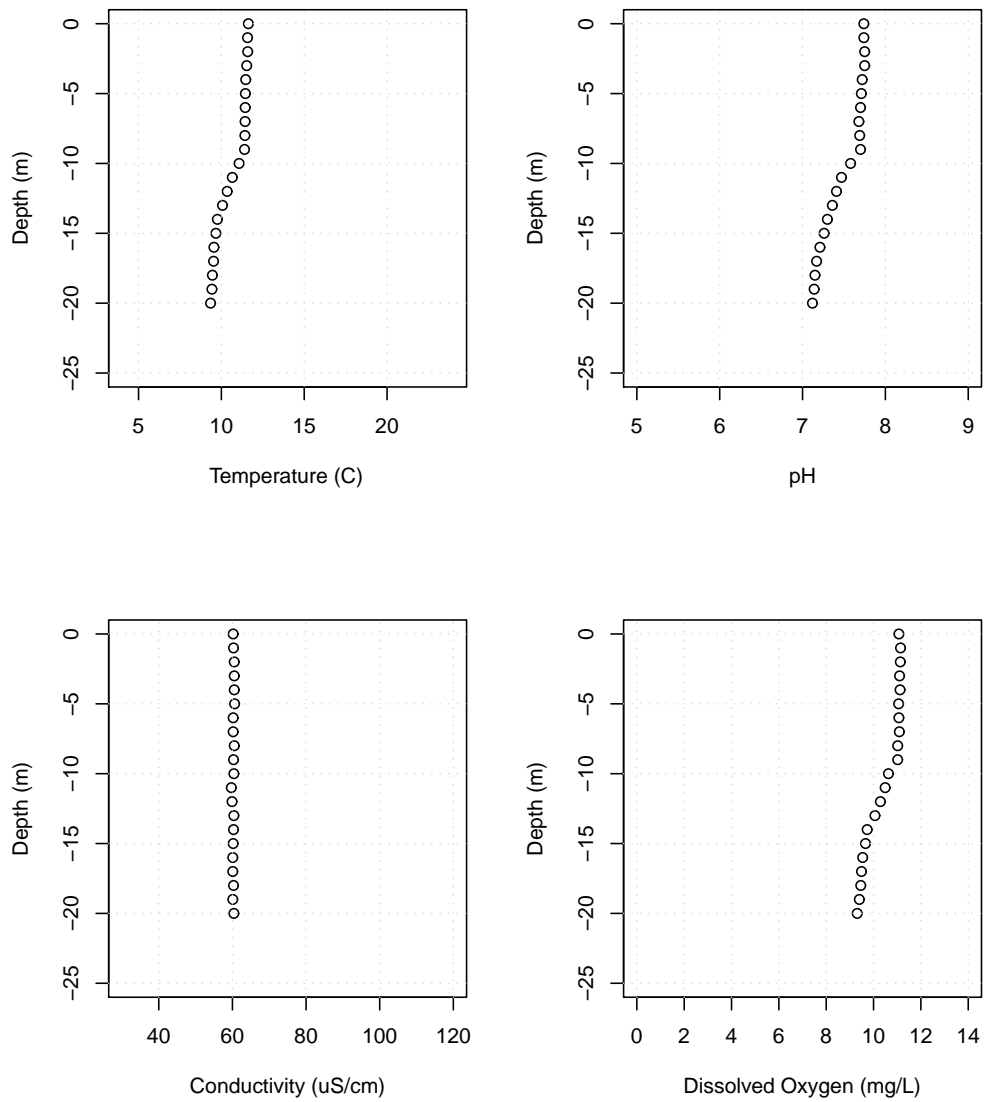 0
−5
−10
−15
−20
−25
Depth (m)
5 10 15 20
Temperature (C)
0
−5
−10
−15
−20
−25
Depth (m)
5 6 7 8 9
pH
0
−5
−10
−15
−20
−25
Depth (m)
40 60 80 100 120
Conductivity (uS/cm)
0
−5
−10
−15
−20
−25
Depth (m)
0 2 4 6 8 10 12 14
Dissolved Oxygen (mg/L)